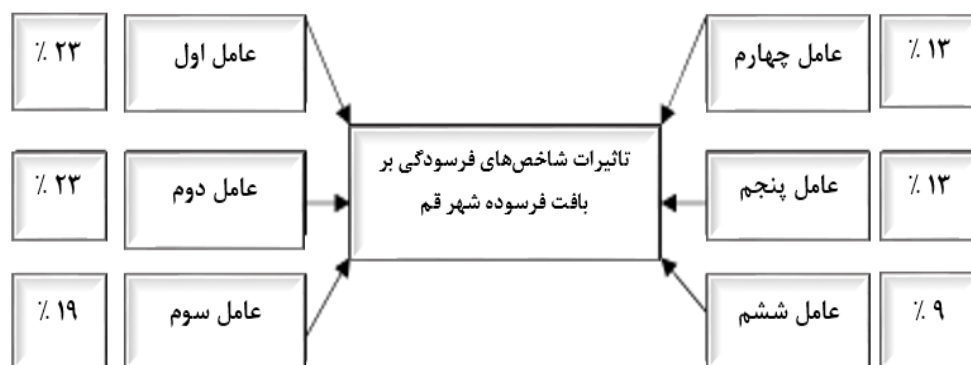 ٪ ۱۳
عامل چهارم
عامل اول
٪ ۲۳
تاثیرات شاخص‌های فرسودگی بر
بافت فرسوده شهر قم
٪ ۱۳
عامل پنجم
عامل دوم
٪ ۲۳
٪ ۹
عامل ششم
عامل سوم
٪ ۱۹